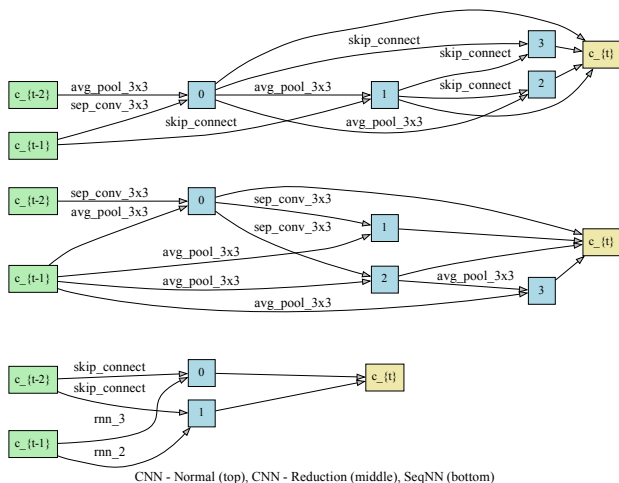 skip_connect
3
c_{t}
skip_connect
c_{t-2}
avg_pool_3x3
0
avg_pool_3x3
1
skip_connect
2
sep_conv_3x3
c_{t-1}
skip_connect
avg_pool_3x3
c_{t-2}
sep_conv_3x3
0
sep_conv_3x3
avg_pool_3x3
sep_conv_3x3
1
c_{t}
c_{t-1}
avg_pool_3x3
avg_pool_3x3
2
avg_pool_3x3
3
avg_pool_3x3
c_{t-2}
skip_connect
0
c_{t}
skip_connect
1
rnn_3
c_{t-1}
rnn_2
CNN - Normal (top), CNN - Reduction (middle), SeqNN (bottom)